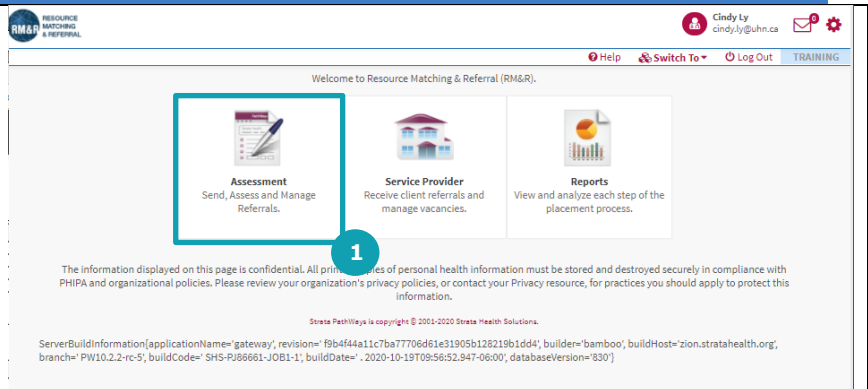 RM&R
RESOURCE
MATCHING
& REFERRAL
Cindy Ly
cindy.ly@uhn.ca
0
Help Switch To Log Out TRAINING
Welcome to Resource Matching & Referral (RM&R).
Assessment
Send, Assess and Manage
Referrals.
Service Provider
Receive client referrals and
manage vacancies.
Reports
View and analyze each step of the
placement process.
1
The information displayed on this page is confidential. All prin ies of personal health information must be stored and destroyed securely in compliance with
PHIPA and organizational policies. Please review your organization's privacy policies, or contact your Privacy resource, for practices you should apply to protect this
information.
Strata PathWays is copyright © 2001-2020 Strata Health Solutions.
ServerBuildInformation{applicationName='gateway', revision=' f9b4f44a11c7ba77706d61e31905b128219b1dd4', builder='bamboo', buildHost='zion.stratahealth.org',
branch=' PW10.2.2-rc-5', buildCode=' SHS-PJ86661-JOB1-1', buildDate=' . 2020-10-19T09:56:52.947-06:00', databaseVersion='830'}